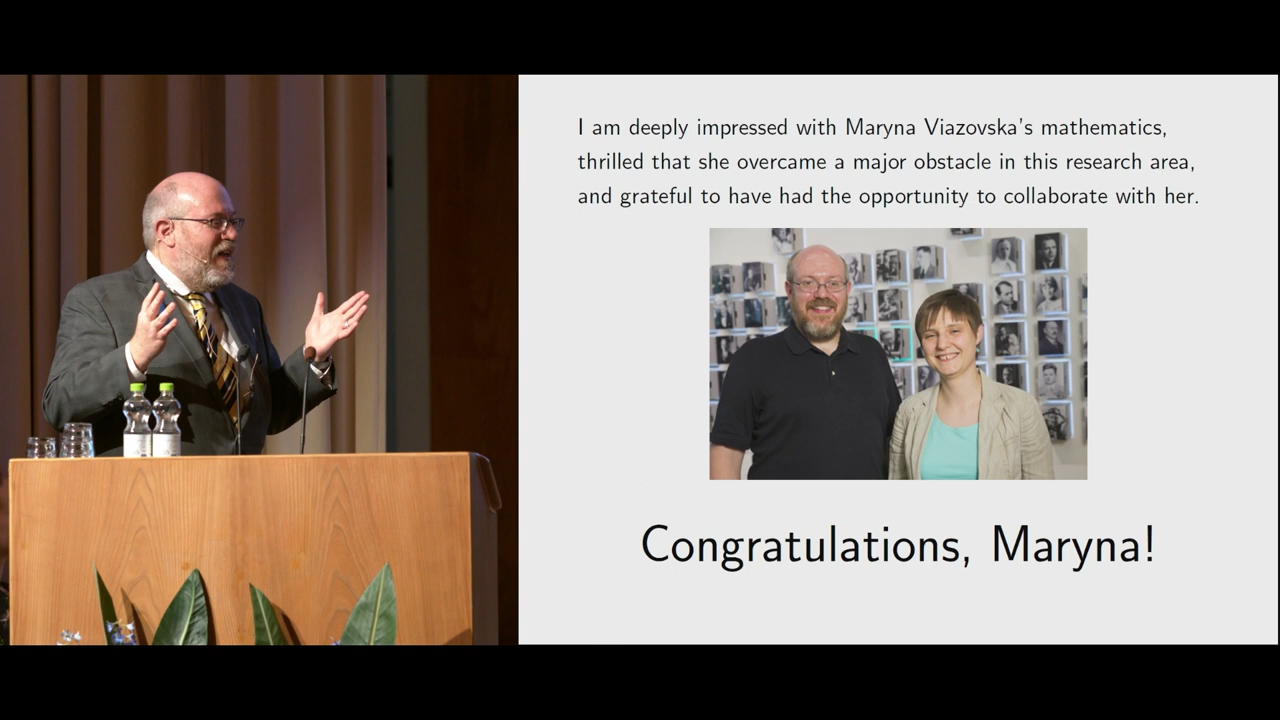 I am deeply impressed with Maryna Viazovska's mathematics,
thrilled that she overcame a major obstacle in this research area,
and grateful to have had the opportunity to collaborate with her.
Congratulations, Maryna!